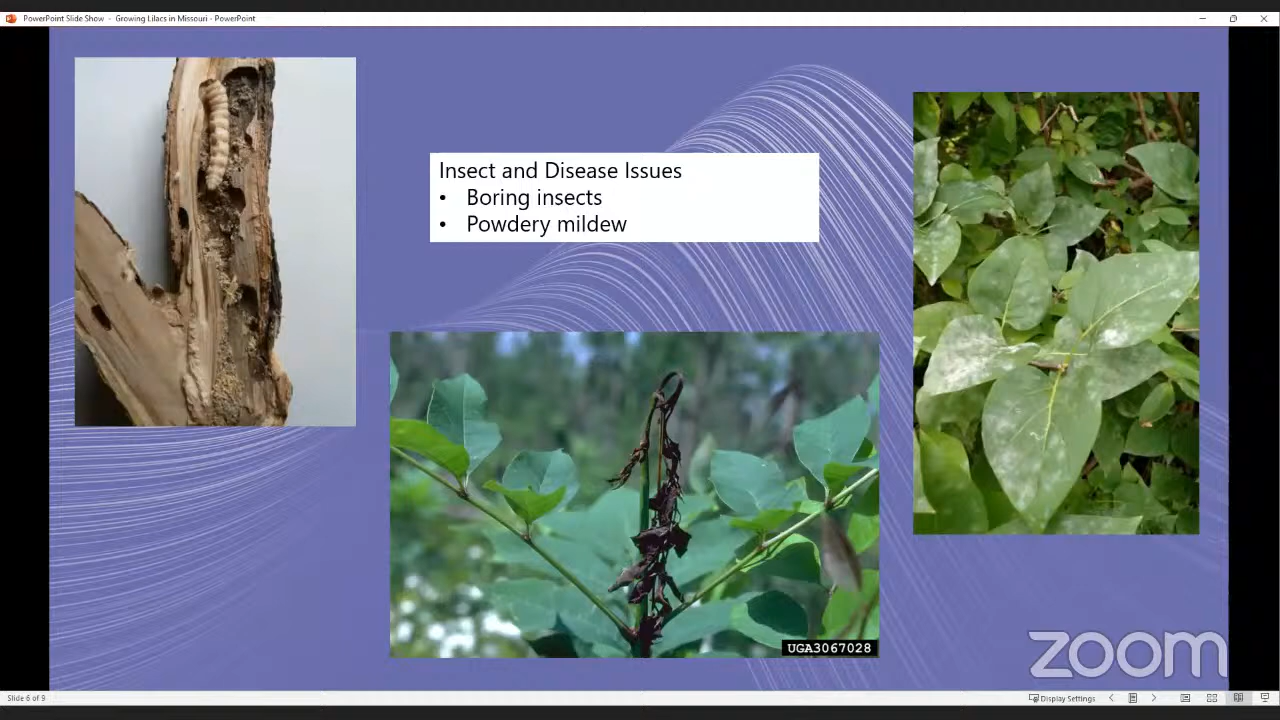 PowerPoint Slide Show - Growing Lilacs in Missouri - PowerPoint
Insect and Disease Issues
• Boring insects
• Powdery mildew
UGA3067028
zoom
Slide 6 of 9
Display Settings